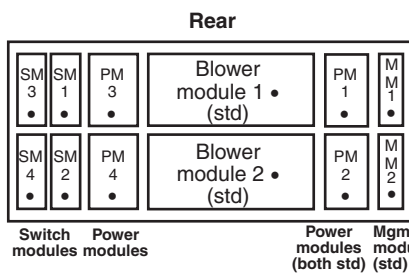 Rear
SM
3
SM
1
PM
3
Blower
module 1
(std)
PM
1
M
M
1
SM
4
SM
2
PM
4
Blower
module 2
(std)
PM
2
M
M
2
Switch
modules
Power
modules
Power
modules
(both std)
Mgm
modu
(std)